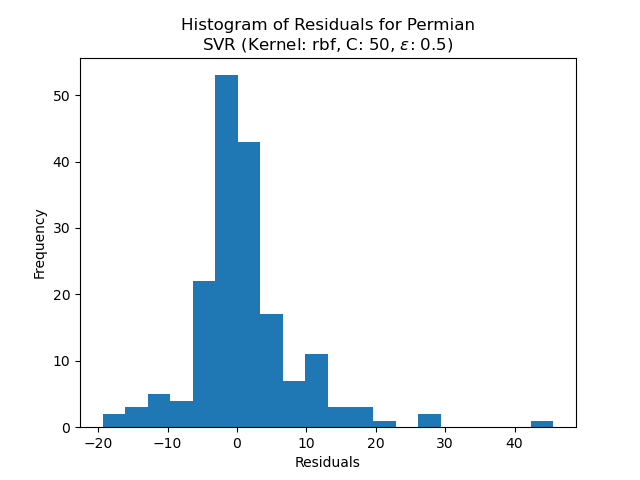 Histogram of Residuals for Permian
SVR (Kernel: rbf, C: 50, ε: 0.5)
50
40
30
20
10
0
Frequency
−20 −10 0 10 20 30 40
Residuals